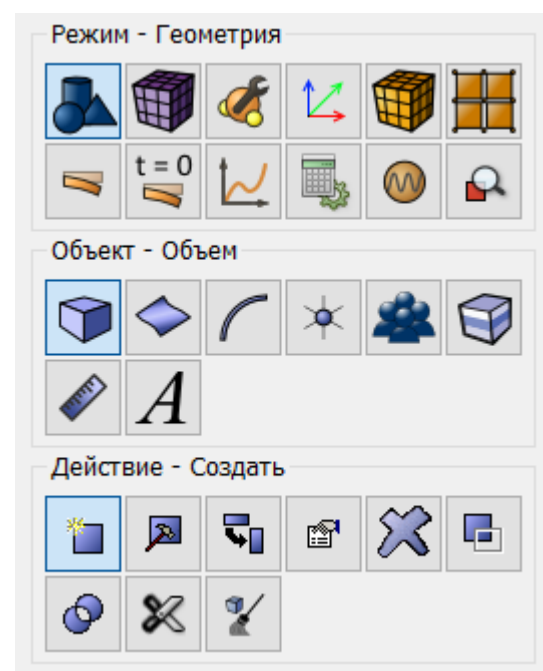 Режим - Геометрия
t = 0
Объект - Объем
A
Действие - Создать